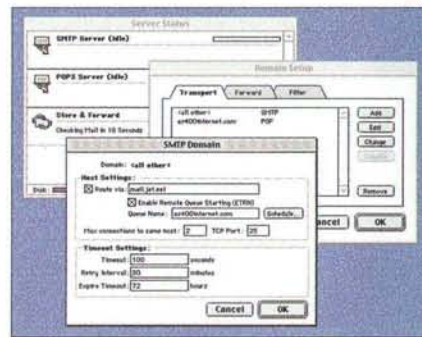 Server Status
SMTP Server (Idle)
POP3 Server (Idle)
Store & Forward
Checking Mail in 10 Seconds
Disk:
Domain Setup
Transport Forward Filter
<all other> SMTP
POP
Add
Edit
Change
Disable
Remove
Cancel OK
SMTP Domain
Domain: <all other>
Host Settings:
Route via:
Enable Remote Queue Starting (ETRN)
Queue Name: Schedule...
Max connections to same host: 2 TCP Port: 25
Timeout Settings:
Timeout: 100 seconds
Retry Interval: 30 minutes
Expire Timeout: 72 hours
Cancel OK